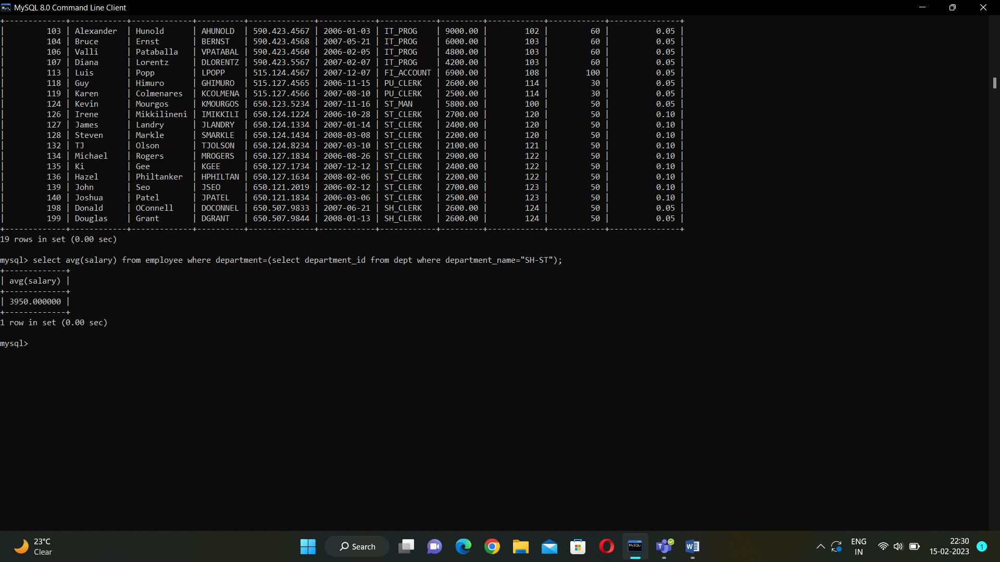 MySQL 8.0 Command Line Client
+-------------+------------+-------------+----------+--------------+------------+------------+---------+------------+------------+---------------+
| 103 | Alexander | Hunold | AHUNOLD | 590.423.4567 | 2006-01-03 | IT_PROG | 9000.00 | 102 | 60 | 0.05 |
| 104 | Bruce | Ernst | BERNST | 590.423.4568 | 2007-05-21 | IT_PROG | 6000.00 | 103 | 60 | 0.05 |
| 106 | Valli | Pataballa | VPATABAL | 590.423.4560 | 2006-02-05 | IT_PROG | 4800.00 | 103 | 60 | 0.05 |
| 107 | Diana | Lorentz | DLORENTZ | 590.423.5567 | 2007-02-07 | IT_PROG | 4200.00 | 103 | 60 | 0.05 |
| 113 | Luis | Popp | LPOPP | 515.124.4567 | 2007-12-07 | FI_ACCOUNT | 6900.00 | 108 | 100 | 0.05 |
| 118 | Guy | Himuro | GHIMURO | 515.127.4565 | 2006-11-15 | PU_CLERK | 2600.00 | 114 | 30 | 0.05 |
| 119 | Karen | Colmenares | KCOLMENA | 515.127.4566 | 2007-08-10 | PU_CLERK | 2500.00 | 114 | 30 | 0.05 |
| 124 | Kevin | Mourgos | KMOURGOS | 650.123.5234 | 2007-11-16 | ST_MAN | 5800.00 | 100 | 50 | 0.05 |
| 126 | Irene | Mikkilineni | IMIKKILI | 650.124.1224 | 2006-10-28 | ST_CLERK | 2700.00 | 120 | 50 | 0.10 |
| 127 | James | Landry | JLANDRY | 650.124.1334 | 2007-01-14 | ST_CLERK | 2400.00 | 120 | 50 | 0.10 |
| 128 | Steven | Markle | SMARKLE | 650.124.1434 | 2008-03-08 | ST_CLERK | 2200.00 | 120 | 50 | 0.10 |
| 132 | TJ | Olson | TJOLSON | 650.124.8234 | 2007-03-10 | ST_CLERK | 2100.00 | 121 | 50 | 0.10 |
| 134 | Michael | Rogers | MROGERS | 650.127.1834 | 2006-08-26 | ST_CLERK | 2900.00 | 122 | 50 | 0.10 |
| 135 | Ki | Gee | KGEE | 650.127.1734 | 2007-12-12 | ST_CLERK | 2400.00 | 122 | 50 | 0.10 |
| 136 | Hazel | Philtanker | HPHILTAN | 650.127.1634 | 2008-02-06 | ST_CLERK | 2200.00 | 122 | 50 | 0.10 |
| 139 | John | Seo | JSEO | 650.121.2019 | 2006-02-12 | ST_CLERK | 2700.00 | 123 | 50 | 0.10 |
| 140 | Joshua | Patel | JPATEL | 650.121.1834 | 2006-03-06 | ST_CLERK | 2500.00 | 123 | 50 | 0.10 |
| 198 | Donald | OConnell | DOCONNEL | 650.507.9833 | 2007-06-21 | SH_CLERK | 2600.00 | 124 | 50 | 0.05 |
| 199 | Douglas | Grant | DGRANT | 650.507.9844 | 2008-01-13 | SH_CLERK | 2600.00 | 124 | 50 | 0.05 |
+-------------+------------+-------------+----------+--------------+------------+------------+---------+------------+------------+---------------+
19 rows in set (0.00 sec)
mysql> select avg(salary) from employee where department=(select department_id from dept where department_name="SH-ST");
+-------------+
| avg(salary) |
+-------------+
| 3950.000000 |
+-------------+
1 row in set (0.00 sec)
mysql>
23°C
Clear
Search
MySQL
ENG
IN
22:30
15-02-2023
1